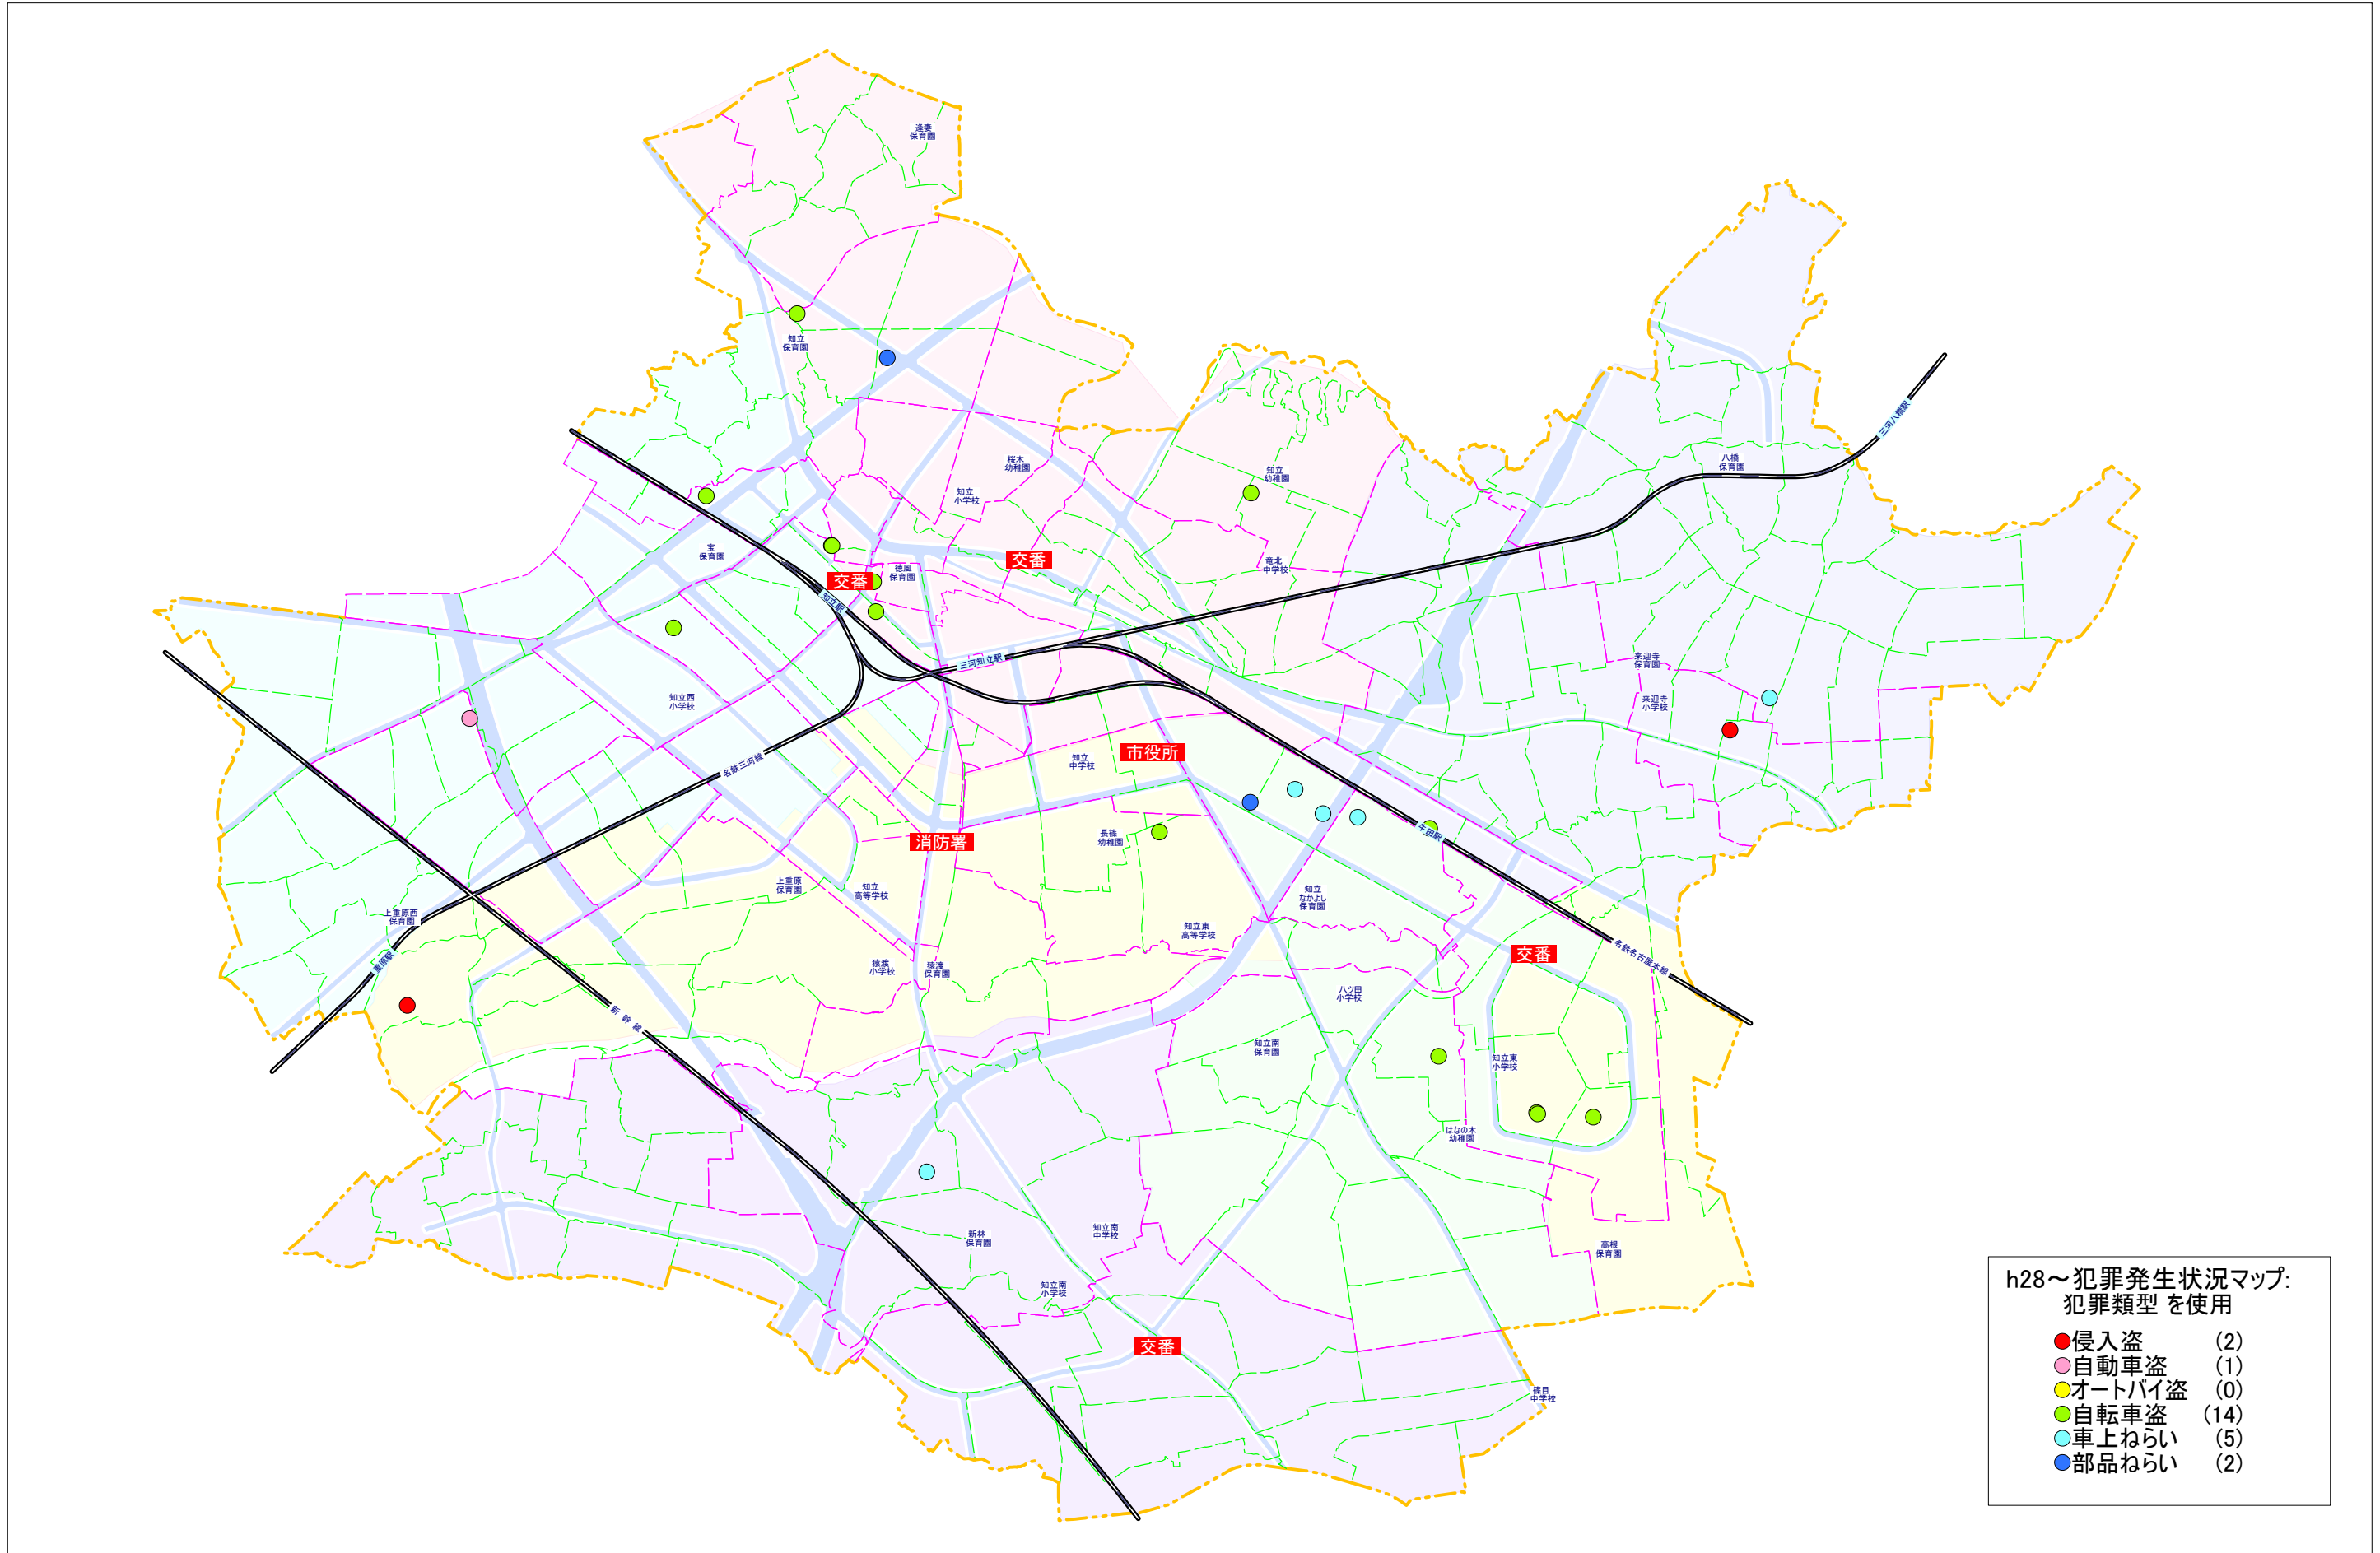 逢妻
保育園
知立
保育園
三河八橋駅
八橋
保育園
桜木
幼稚園
知立
小学校
知立
幼稚園
宝
保育園
交番
交番
徳風
保育園
竜北
中学校
知立駅
三河知立駅
来迎寺
保育園
来迎寺
小学校
知立西
小学校
名鉄三河線
知立
中学校
市役所
消防署
長篠
幼稚園
牛田駅
上重原
保育園
知立
高等学校
知立
なかよし
保育園
上重原西
保育園
重原駅
知立東
高等学校
猿渡
小学校
猿渡
保育園
交番
名鉄名古屋本線
新幹線
八ツ田
小学校
知立南
保育園
知立東
小学校
はなの木
幼稚園
新林
保育園
知立南
中学校
高根
保育園
知立南
小学校
交番
篠目
中学校
h28～犯罪発生状況マップ:
犯罪類型 を使用
侵入盗 (2)
自動車盗 (1)
オートバイ盗 (0)
自転車盗 (14)
車上ねらい (5)
部品ねらい (2)